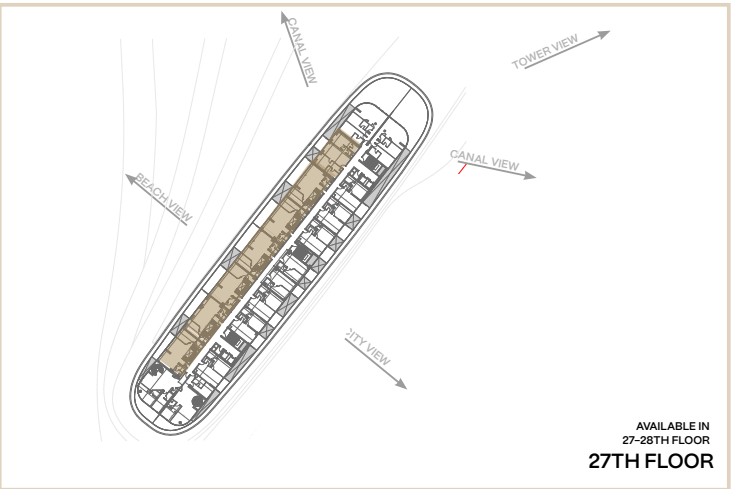 CANAL VIEW
TOWER VIEW
CANAL VIEW
BEACH VIEW
CITY VIEW
AVAILABLE IN
27–28TH FLOOR
27TH FLOOR